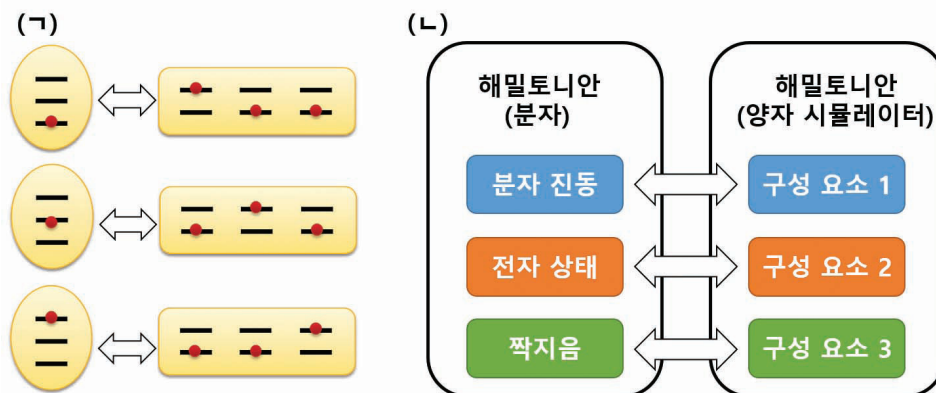 (ㄱ)
(ㄴ)
해밀토니안
(분자)
분자 진동
전자 상태
짝지음
해밀토니안
(양자 시뮬레이터)
구성 요소 1
구성 요소 2
구성 요소 3